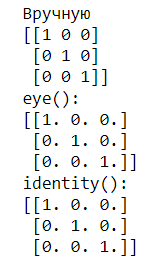 Вручную
[[1 0 0]
 [0 1 0]
 [0 0 1]]
eye():
[[1. 0. 0.]
 [0. 1. 0.]
 [0. 0. 1.]]
identity():
[[1. 0. 0.]
 [0. 1. 0.]
 [0. 0. 1.]]